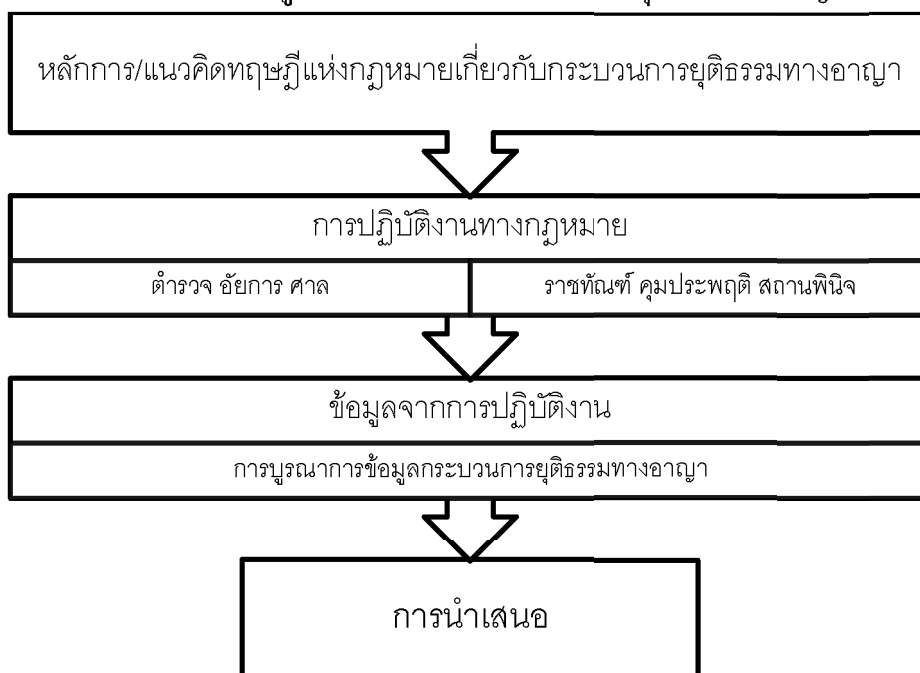 หลักการ/แนวคิดทฤษฎีแห่งกฎหมายเกี่ยวกับกระบวนการยุติธรรมทางอาญา
การปฏิบัติงานทางกฎหมาย
ตำรวจ อัยการ ศาล
ราชทัณฑ์ คุมประพฤติ สถานพินิจ
ข้อมูลจากการปฏิบัติงาน
การบูรณาการข้อมูลกระบวนการยุติธรรมทางอาญา
การนำเสนอ